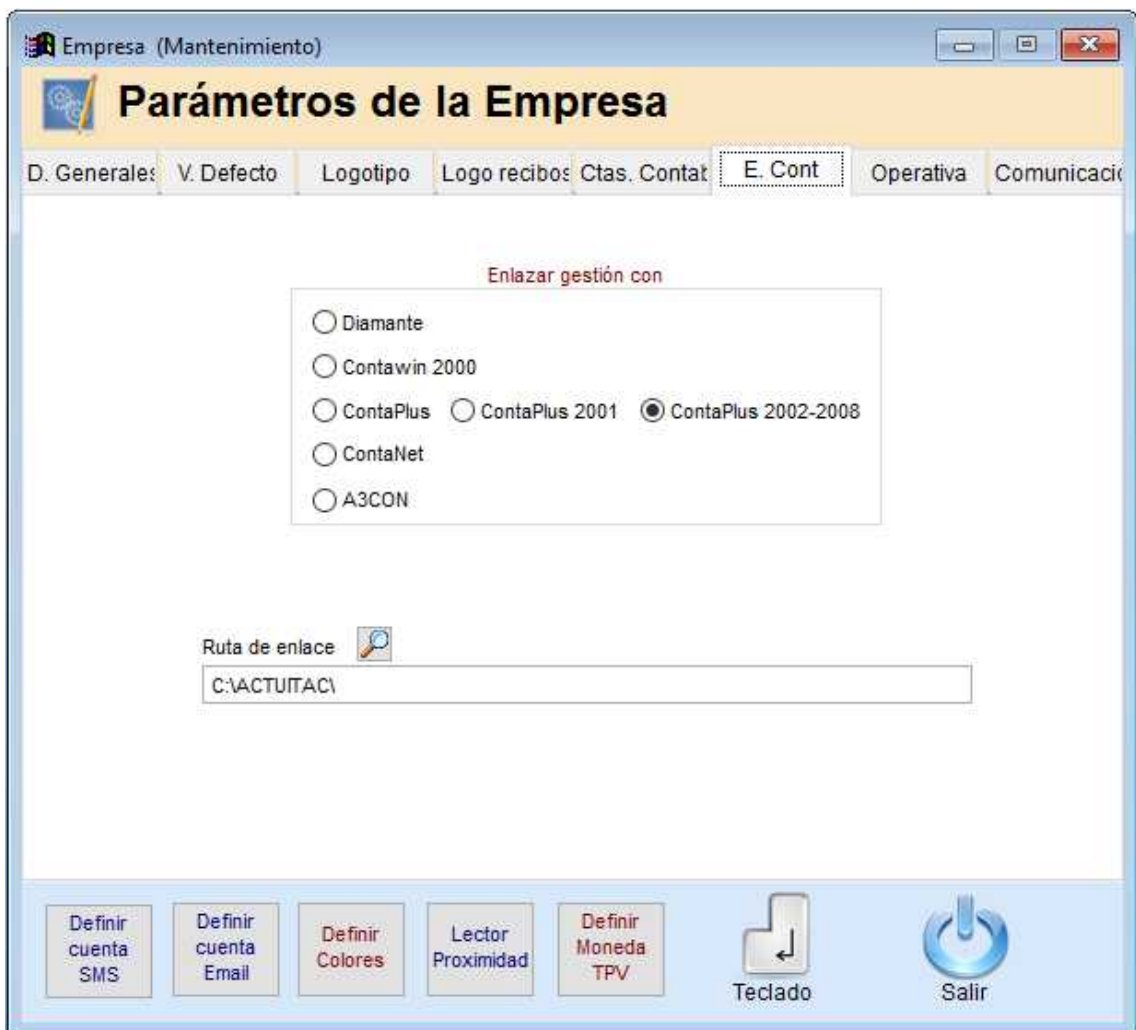 Empresa (Mantenimiento)
Parámetros de la Empresa
D. Generales V. Defecto Logotipo Logo recibos Ctas. Contab E. Cont Operativa Comunicacio
Enlazar gestión con
Diamante
Contawin 2000
ContaPlus ContaPlus 2001 ContaPlus 2002-2008
ContaNet
A3CON
Ruta de enlace
C:\ACTUITAC\
Definir
cuenta
SMS
Definir
cuenta
Email
Definir
Colores
Lector
Proximidad
Definir
Moneda
TPV
Teclado
Salir